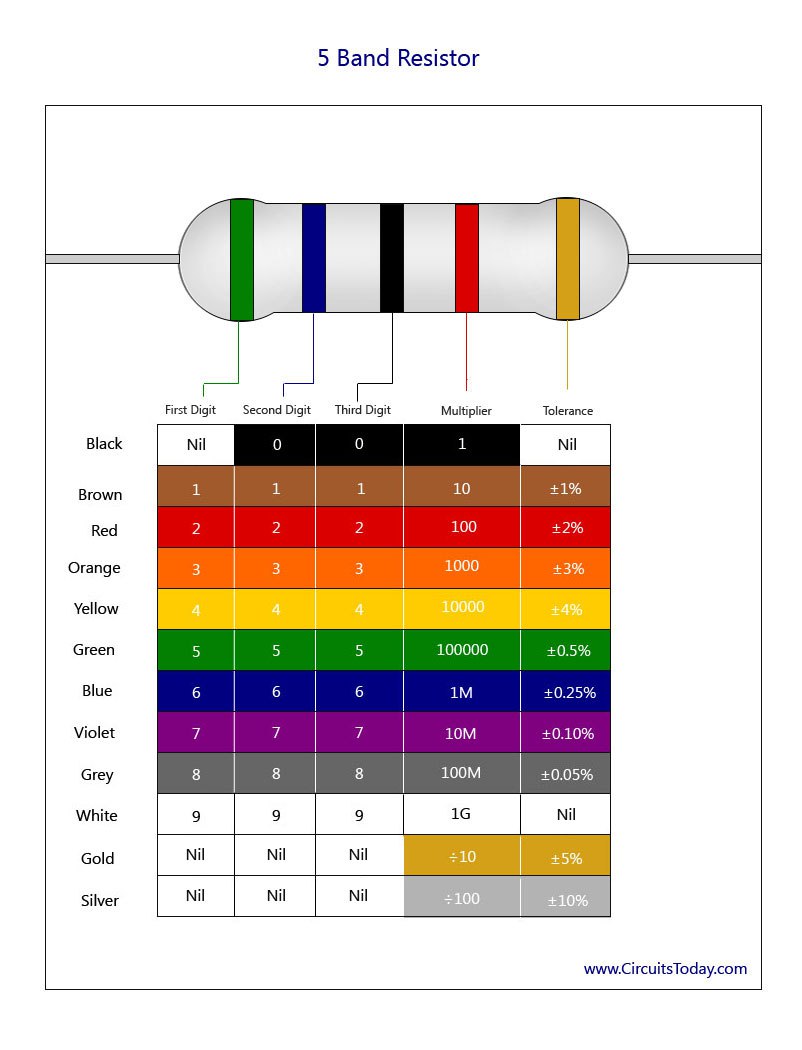 5 Band Resistor
First Digit Second Digit Third Digit Multiplier Tolerance
Black Nil 0 0 1 Nil
Brown 1 1 1 10 ±1%
Red 2 2 2 100 ±2%
Orange 3 3 3 1000 ±3%
Yellow 4 4 4 10000 ±4%
Green 5 5 5 100000 ±0.5%
Blue 6 6 6 1M ±0.25%
Violet 7 7 7 10M ±0.10%
Grey 8 8 8 100M ±0.05%
White 9 9 9 1G Nil
Gold Nil Nil Nil ÷10 ±5%
Silver Nil Nil Nil ÷100 ±10%
www.CircuitsToday.com